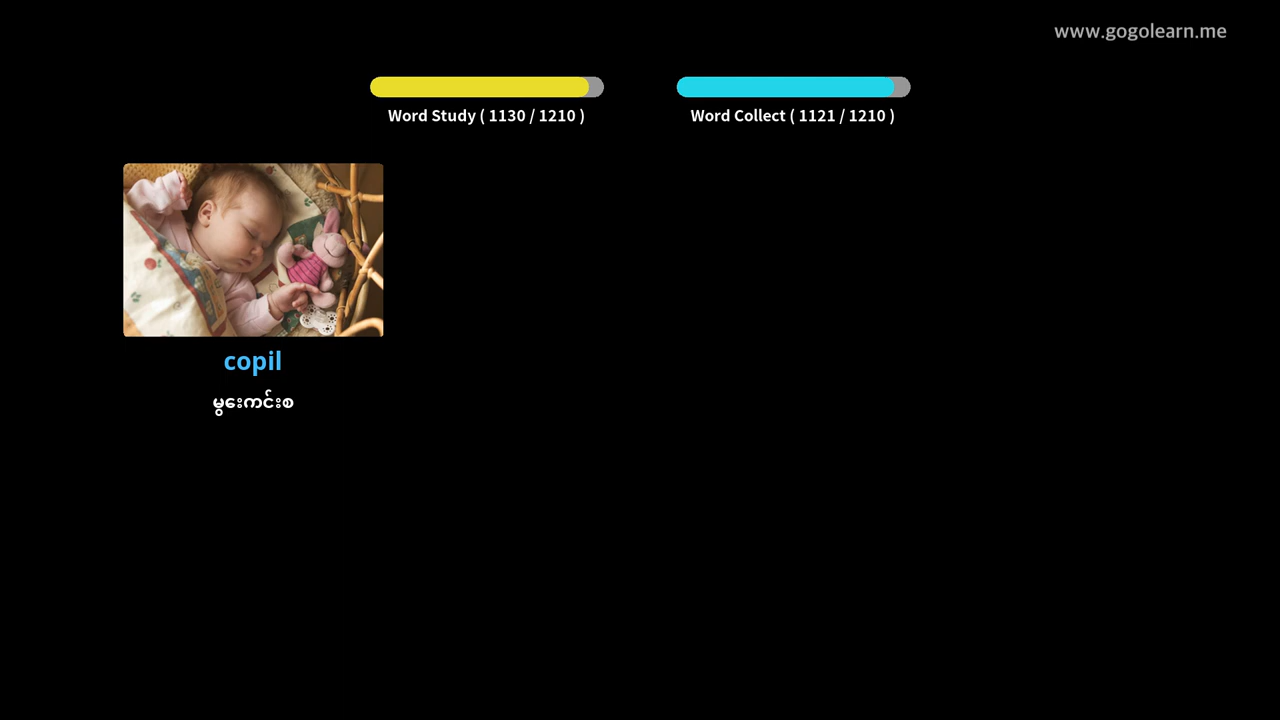 www.gogolearn.me
Word Study ( 1130 / 1210 )
Word Collect ( 1121 / 1210 )
copil
မွေးကင်းစ